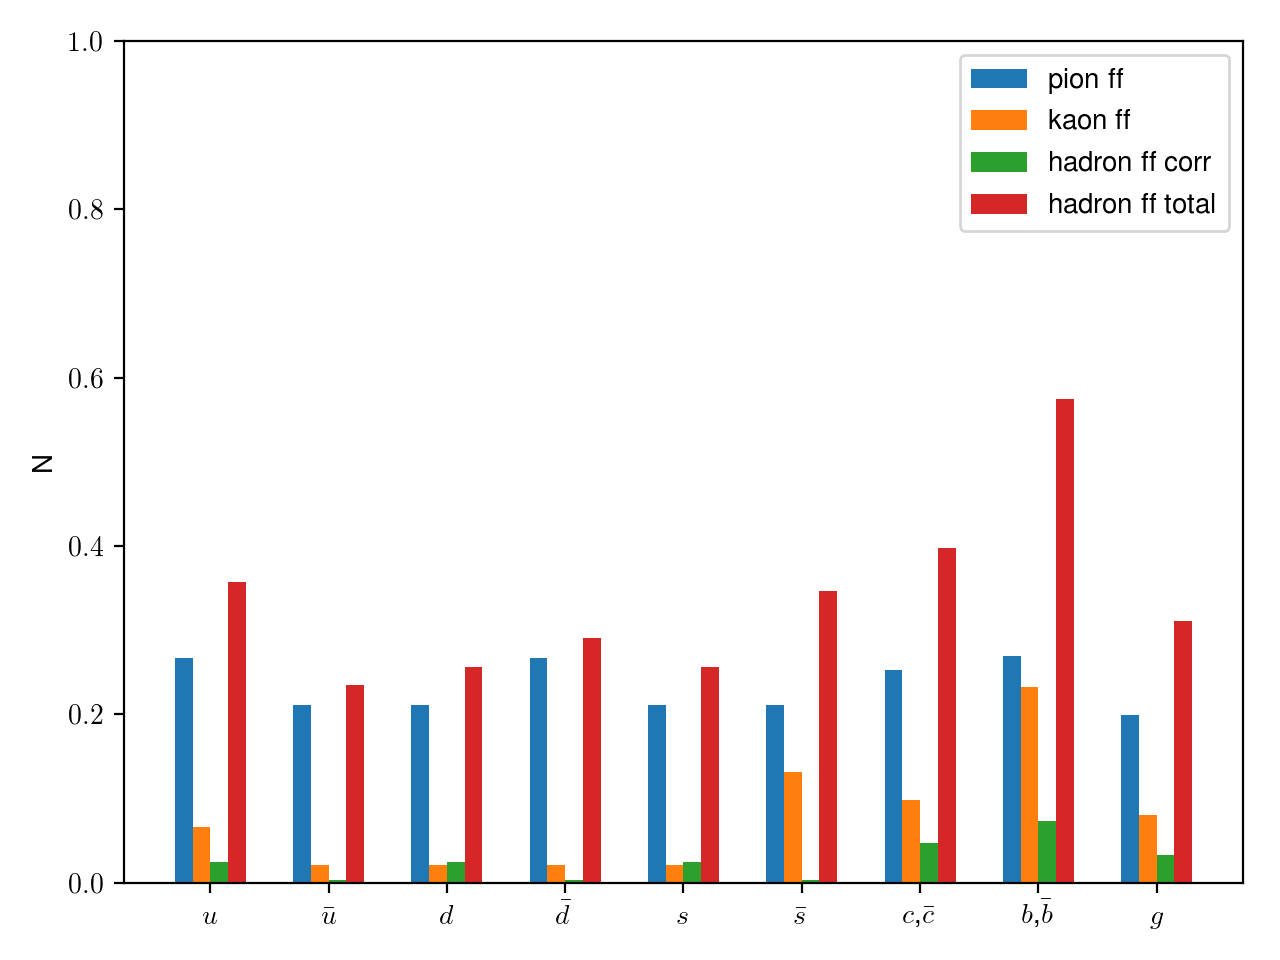 1.0
0.8
0.6
0.4
0.2
0.0
N
pion ff
kaon ff
hadron ff corr
hadron ff total
u ū d d̄ s s̄ c,c̄ b,b̄ g